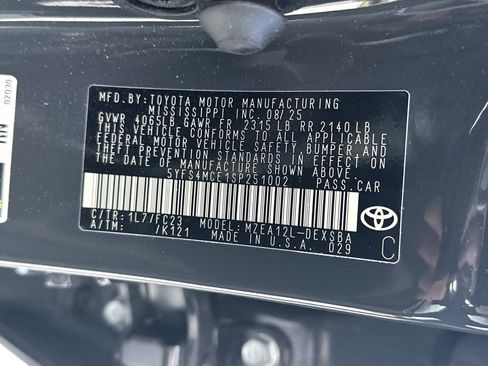 MFD.BY:TOYOTA MOTOR MANUFACTURING
MISSISSIPPI INC. 08/25
GVWR 4065LB GAWR FR 2315 LB RR 2140 LB
THIS VEHICLE CONFORMS TO ALL APPLICABLE
FEDERAL MOTOR VEHICLE SAFETY, BUMPER, AND
THEFT PREVENTION STANDARDS IN EFFECT ON
THE DATE OF MANUFACTURE SHOWN ABOVE.
5YFS4MCE1SP251002 PASS.CAR
C/TR: 1L7/FC23 MODEL: MZEA12L-DEXSBA
A/TM: /K121 MADE IN U.S.A. 029
C
02030